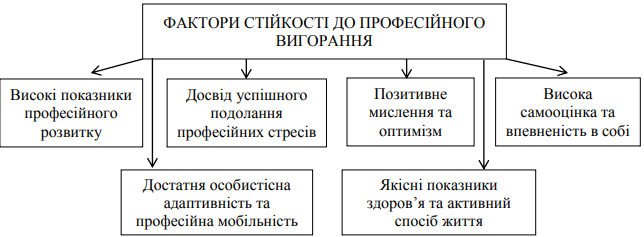 ФАКТОРИ СТІЙКОСТІ ДО ПРОФЕСІЙНОГО
ВИГОРАННЯ
Високі показники
професійного
розвитку
Досвід успішного
подолання
професійних стресів
Позитивне
мислення та
оптимізм
Висока
самооцінка та
впевненість в собі
Достатня особистісна
адаптивність та
професійна мобільність
Якісні показники
здоров’я та активний
спосіб життя